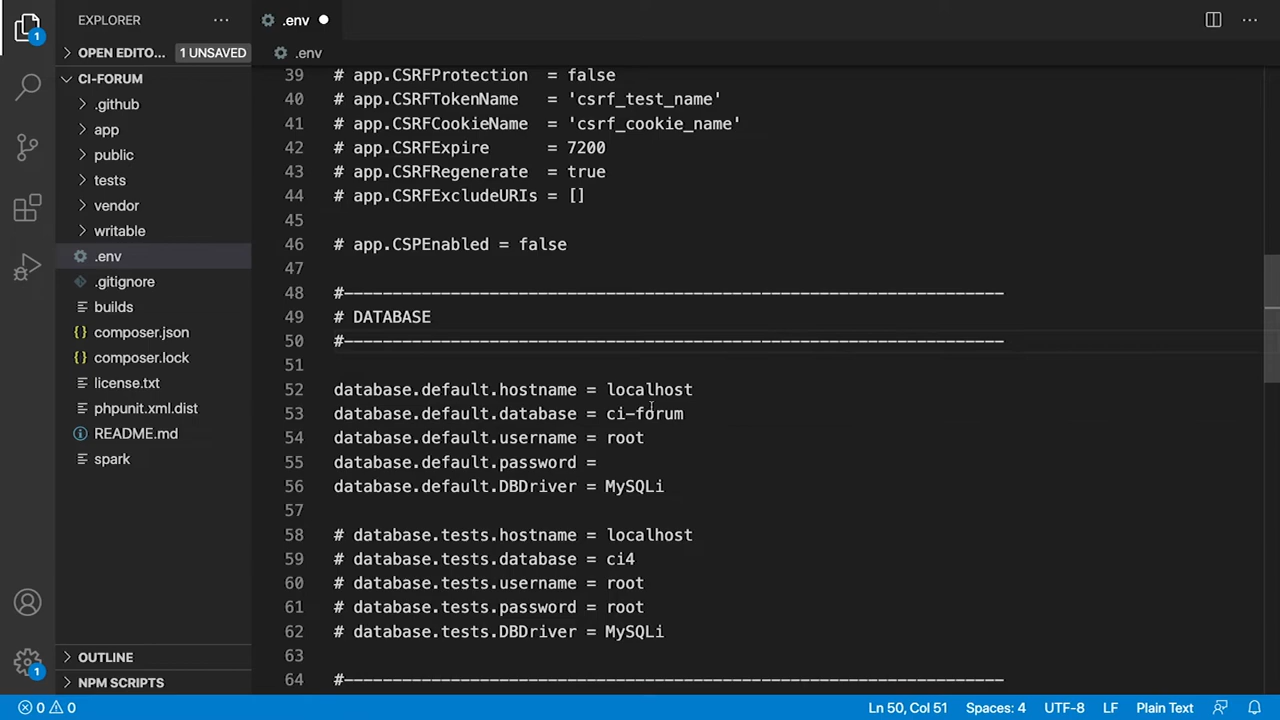 EXPLORER
OPEN EDITO... 1 UNSAVED
CI-FORUM
.github
app
public
tests
vendor
writable
.env
.gitignore
builds
composer.json
composer.lock
license.txt
phpunit.xml.dist
README.md
spark
OUTLINE
NPM SCRIPTS
1
1
.env
.env
39 # app.CSRFProtection = false
40 # app.CSRFTokenName = 'csrf_test_name'
41 # app.CSRFCookieName = 'csrf_cookie_name'
42 # app.CSRFExpire = 7200
43 # app.CSRFRegenerate = true
44 # app.CSRFExcludeURIs = []
45
46 # app.CSPEnabled = false
47
48 #--------------------------------------------------------------------
49 # DATABASE
50 #--------------------------------------------------------------------
51
52 database.default.hostname = localhost
53 database.default.database = ci-forum
54 database.default.username = root
55 database.default.password =
56 database.default.DBDriver = MySQLi
57
58 # database.tests.hostname = localhost
59 # database.tests.database = ci4
60 # database.tests.username = root
61 # database.tests.password = root
62 # database.tests.DBDriver = MySQLi
63
64 #--------------------------------------------------------------------
0 0 Ln 50, Col 51 Spaces: 4 UTF-8 LF Plain Text